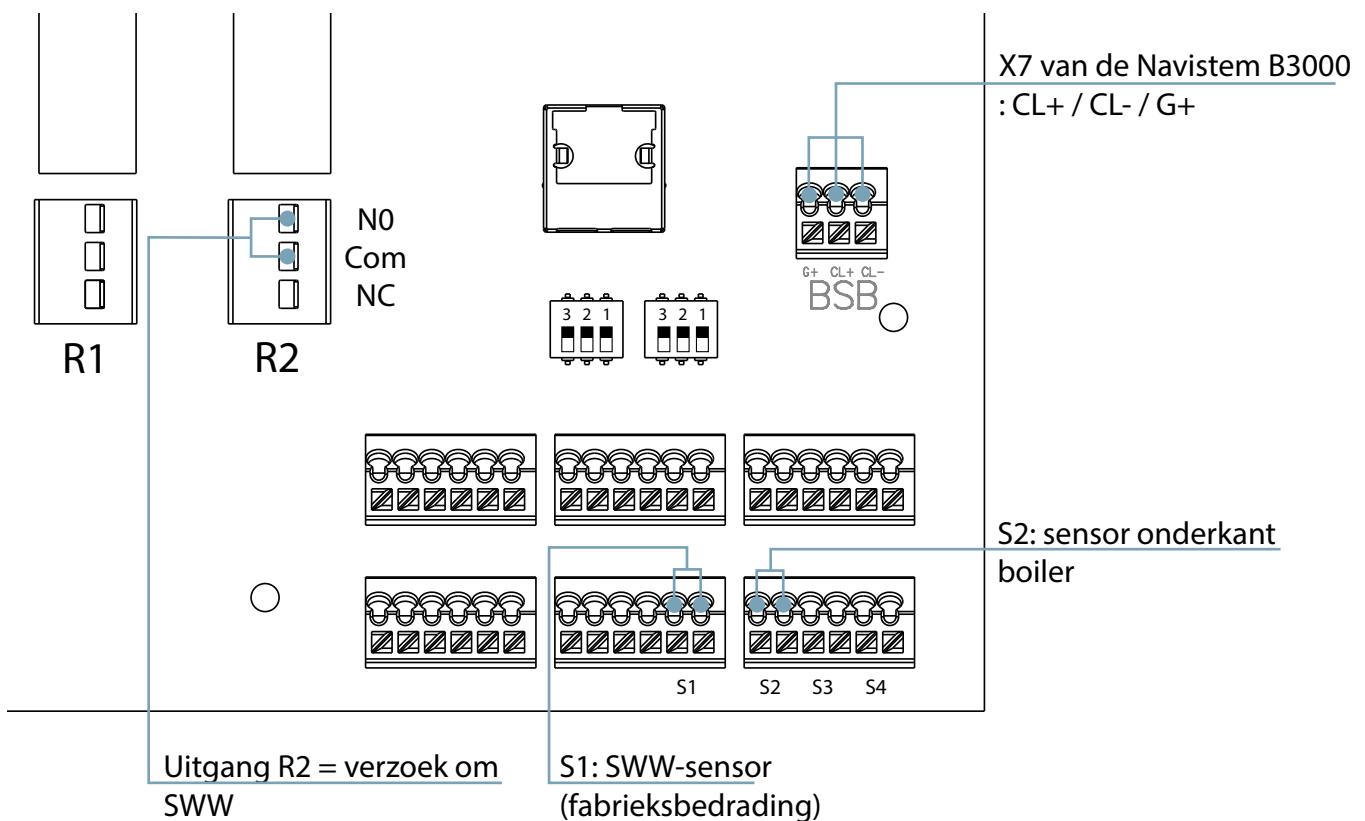 X7 van de Navistem B3000
: CL+ / CL- / G+
N0
Com
NC
R1
R2
G+ CL+ CL-
BSB
3 2 1
3 2 1
S2: sensor onderkant
boiler
S1
S2 S3 S4
Uitgang R2 = verzoek om
SWW
S1: SWW-sensor
(fabrieksbedrading)